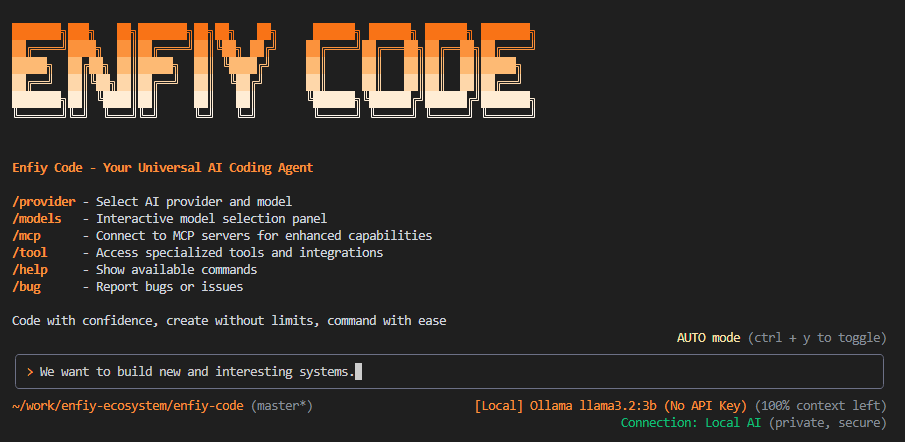 ENFIY CODE
Enfiy Code - Your Universal AI Coding Agent
/provider - Select AI provider and model
/models - Interactive model selection panel
/mcp - Connect to MCP servers for enhanced capabilities
/tool - Access specialized tools and integrations
/help - Show available commands
/bug - Report bugs or issues
Code with confidence, create without limits, command with ease
AUTO mode (ctrl + y to toggle)
> We want to build new and interesting systems.
~/work/enfiy-ecosystem/enfiy-code (master*) [Local] Ollama llama3.2:3b (No API Key) (100% context left)
Connection: Local AI (private, secure)